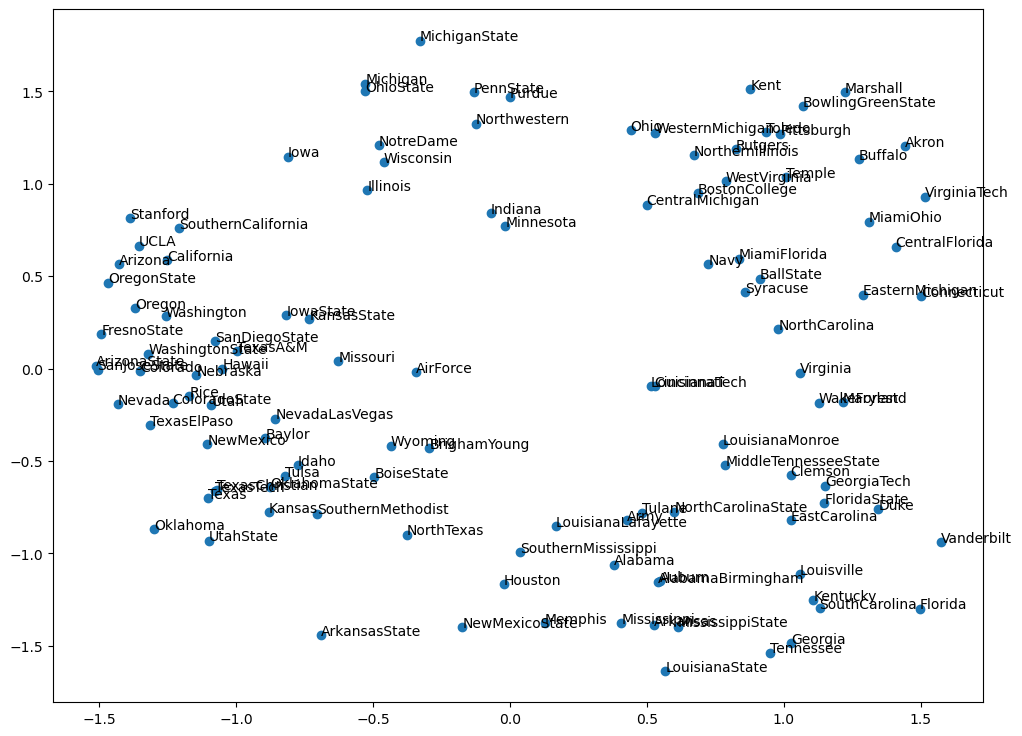 MichiganState
Michigan
OhioState
PennState
Purdue
Kent
Marshall
BowlingGreenState
Northwestern
Ohio
WesternMichigan
Toledo
Pittsburgh
NotreDame
Wisconsin
Iowa
Rutgers
NorthernIllinois
Akron
Buffalo
Illinois
WestVirginia
Temple
BostonCollege
CentralMichigan
VirginiaTech
Stanford
SouthernCalifornia
Indiana
Minnesota
MiamiOhio
UCLA
California
Arizona
OregonState
Navy
MiamiFlorida
CentralFlorida
BallState
Syracuse
EasternMichigan
Connecticut
Oregon
Washington
IowaState
KansasState
FresnoState
SanDiegoState
TexasA&M
NorthCarolina
WashingtonState
Missouri
ArizonaState
SanJoseState
Colorado
Nebraska
Hawaii
AirForce
Virginia
LouisianaTech
Cincinnati
Rice
Nevada
ColoradoState
Utah
WakeForest
Maryland
TexasElPaso
NevadaLasVegas
NewMexico
Baylor
Wyoming
BrighamYoung
LouisianaMonroe
Idaho
Tulsa
BoiseState
MiddleTennesseeState
Clemson
TexasChristian
TexasTech
Texas
OklahomaState
GeorgiaTech
FloridaState
Duke
Kansas
SouthernMethodist
Tulane
NorthCarolinaState
Army
LouisianaLafayette
EastCarolina
Oklahoma
UtahState
NorthTexas
Vanderbilt
SouthernMississippi
Alabama
Houston
Auburn
AlabamaBirmingham
Louisville
Kentucky
SouthCarolina
Florida
ArkansasState
NewMexicoState
Memphis
Mississippi
Arkansas
MississippiState
Georgia
Tennessee
LouisianaState
1.5
1.0
0.5
0.0
−0.5
−1.0
−1.5
−1.5
−1.0
−0.5
0.0
0.5
1.0
1.5